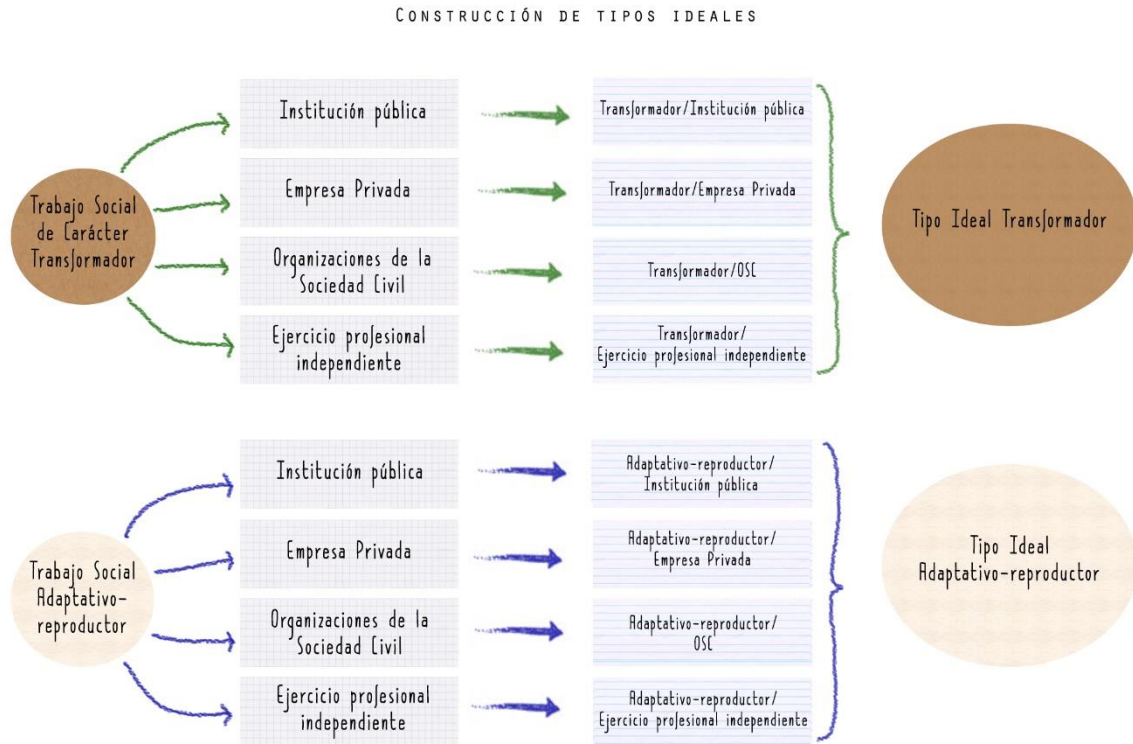 CONSTRUCCIÓN DE TIPOS IDEALES
Trabajo Social
de Carácter
Transformador
Institución pública
Empresa Privada
Organizaciones de la
Sociedad Civil
Ejercicio profesional
independiente
Transformador/Institución pública
Transformador/Empresa Privada
Transformador/OSC
Transformador/
Ejercicio profesional independiente
Tipo Ideal Transformador
Trabajo Social
Adaptativo-
reproductor
Institución pública
Empresa Privada
Organizaciones de la
Sociedad Civil
Ejercicio profesional
independiente
Adaptativo-reproductor/
Institución pública
Adaptativo-reproductor/
Empresa Privada
Adaptativo-reproductor/
OSC
Adaptativo-reproductor/
Ejercicio profesional independiente
Tipo Ideal
Adaptativo-reproductor